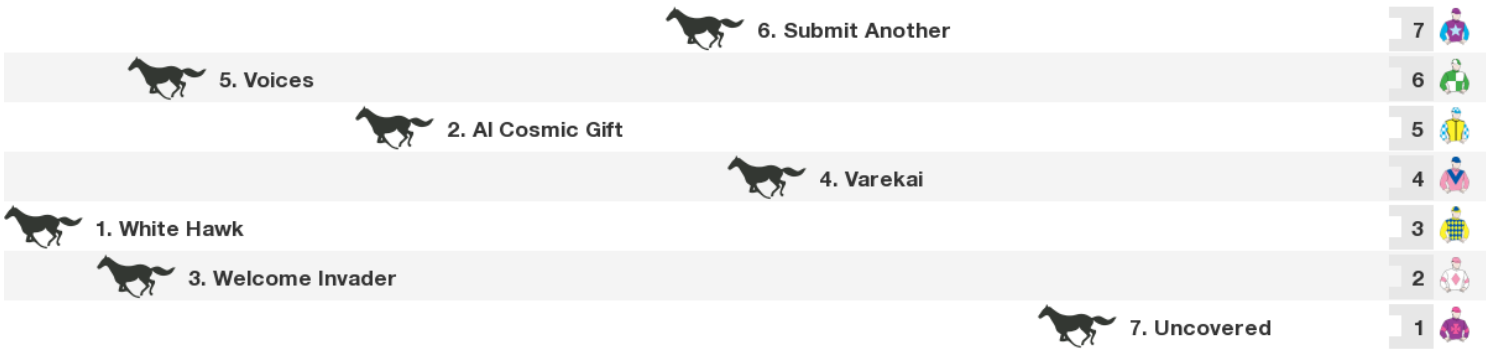 6. Submit Another 7
5. Voices 6
2. Al Cosmic Gift 5
4. Varekai 4
1. White Hawk 3
3. Welcome Invader 2
7. Uncovered 1